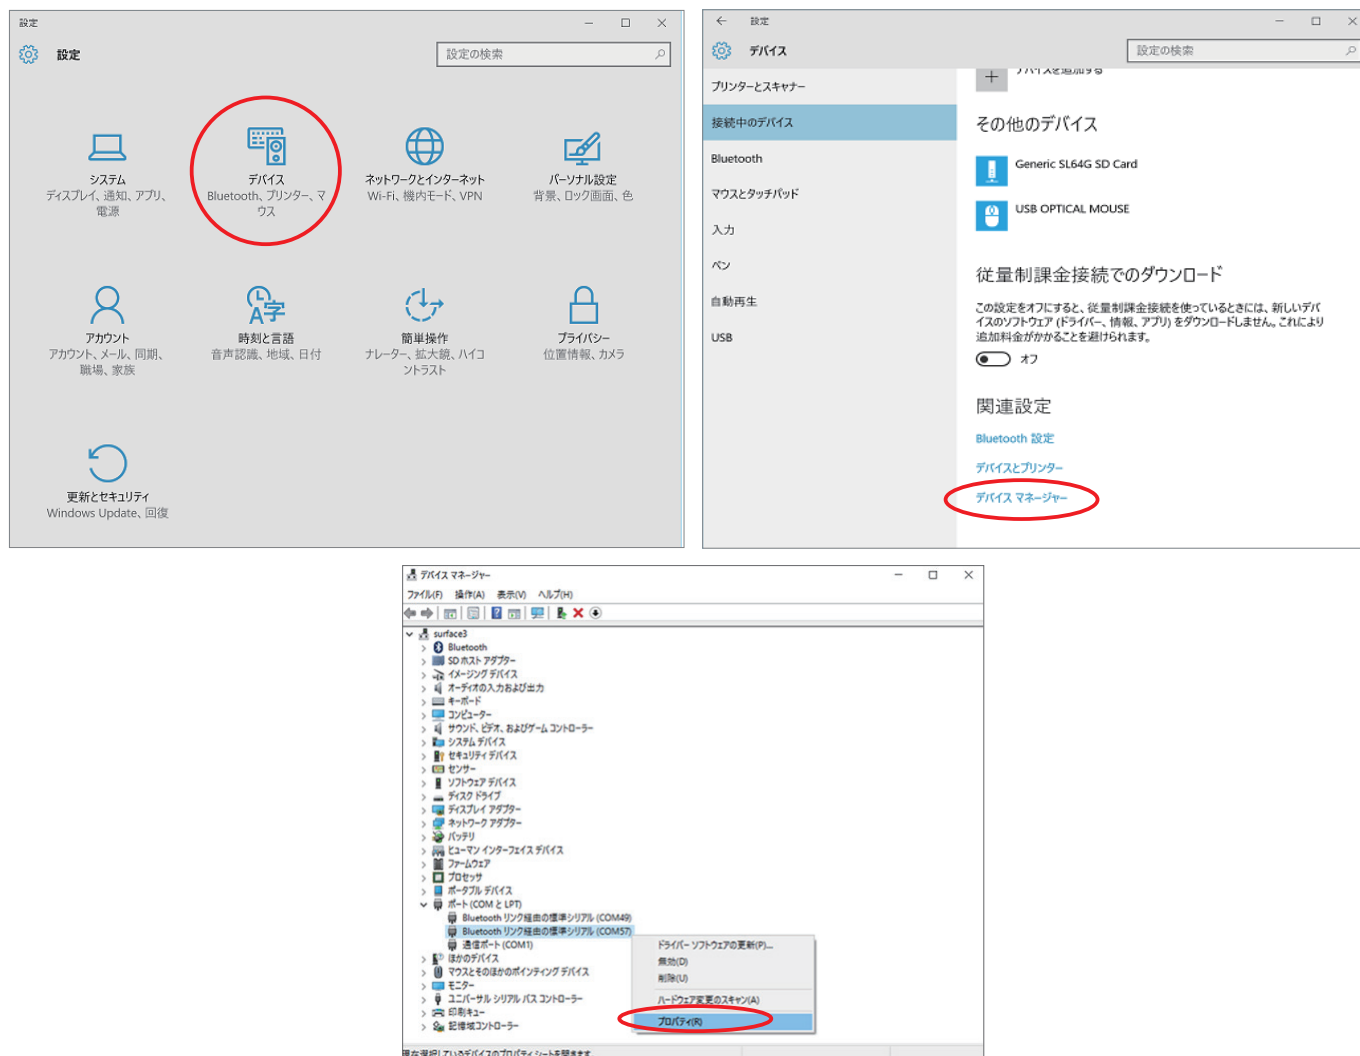 設定
設定
設定の検索
システム
ディスプレイ、通知、アプリ、
電源
デバイス
Bluetooth、プリンター、マ
ウス
ネットワークとインターネット
Wi-Fi、機内モード、VPN
パーソナル設定
背景、ロック画面、色
アカウント
アカウント、メール、同期、
職場、家族
時刻と言語
音声認識、地域、日付
簡単操作
ナレーター、拡大鏡、ハイコ
ントラスト
プライバシー
位置情報、カメラ
更新とセキュリティ
Windows Update、回復
設定
デバイス
設定の検索
プリンターとスキャナー
接続中のデバイス
Bluetooth
マウスとタッチパッド
入力
ペン
自動再生
USB
デバイスを追加する
その他のデバイス
Generic SL64G SD Card
USB OPTICAL MOUSE
従量制課金接続でのダウンロード
この設定をオフにすると、従量制課金接続を使っているときには、新しいデバ
イスのソフトウェア (ドライバー、情報、アプリ) をダウンロードしません。これにより
追加料金がかかることを避けられます。
オフ
関連設定
Bluetooth 設定
デバイスとプリンター
デバイス マネージャー
デバイス マネージャー
ファイル(F) 操作(A) 表示(V) ヘルプ(H)
surface3
Bluetooth
SD ホスト アダプター
イメージング デバイス
オーディオの入力および出力
キーボード
コンピューター
サウンド、ビデオ、およびゲーム コントローラー
システム デバイス
セキュリティ デバイス
センサー
ソフトウェア デバイス
ディスク ドライブ
ディスプレイ アダプター
ネットワーク アダプター
バッテリ
ヒューマン インターフェイス デバイス
ファームウェア
プロセッサ
ポータブル デバイス
ポート (COM と LPT)
Bluetooth リンク経由の標準シリアル (COM49)
Bluetooth リンク経由の標準シリアル (COM57)
通信ポート (COM1)
ほかのデバイス
マウスとそのほかのポインティング デバイス
モニター
ユニバーサル シリアル バス コントローラー
印刷キュー
記憶域コントローラー
ドライバー ソフトウェアの更新(P)...
無効(D)
削除(U)
ハードウェア変更のスキャン(A)
プロパティ(R)
現在選択しているデバイスのプロパティ シートを開きます。